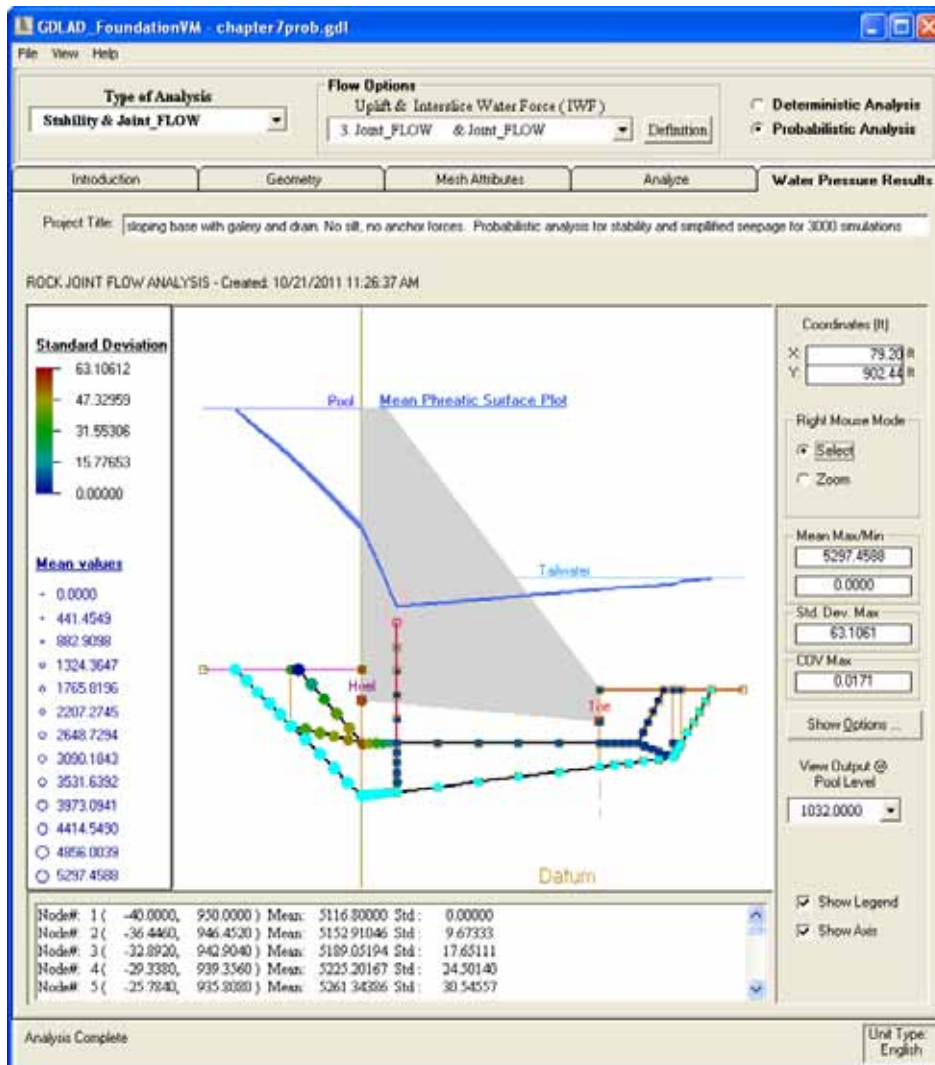 GDLAD_FoundationVM - chapter7prob.gdl
File View Help
Type of Analysis
Stability & Joint_FLOW
Flow Options
Uplift & Interslice Water Force ( IWF )
3. Joint_FLOW & Joint_FLOW
Definition
Deterministic Analysis
Probabilistic Analysis
Introduction
Geometry
Mesh Attributes
Analyze
Water Pressure Results
Project Title: sloping base with galery and drain. No silt, no anchor forces. Probabilistic analysis for stability and simplified seepage for 3000 simulations
ROCK JOINT FLOW ANALYSIS - Created: 10/21/2011 11:26:37 AM
Standard Deviation
63.10612
47.32959
31.55306
15.77653
0.00000
Mean values
0.0000
441.4549
882.9098
1324.3647
1765.8196
2207.2745
2648.7294
3090.1843
3531.6392
3973.0941
4414.5490
4856.0039
5297.4588
Pool
Mean Phreatic Surface Plot
Tailwater
Heel
Toe
Datum
Coordinates (ft)
X: 79.20 ft
Y: 902.44 ft
Right Mouse Mode
Select
Zoom
Mean Max/Min
5297.4588
0.0000
Std. Dev. Max
63.1061
COV Max
0.0171
Show Options ...
View Output @
Pool Level
1032.0000
Show Legend
Show Axis
Node#: 1 ( -40.0000, 950.0000 ) Mean: 5116.80000 Std : 0.00000
Node#: 2 ( -36.4460, 946.4520 ) Mean: 5152.91046 Std : 9.67333
Node#: 3 ( -32.8920, 942.9040 ) Mean: 5189.05194 Std : 17.65111
Node#: 4 ( -29.3380, 939.3560 ) Mean: 5225.20167 Std : 24.50140
Node#: 5 ( -25.7840, 935.8080 ) Mean: 5261.34386 Std : 30.54557
Analysis Complete
Unit Type:
English